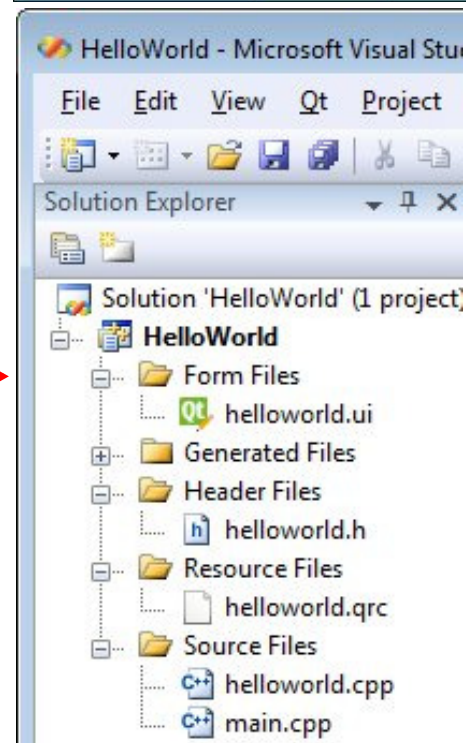 HelloWorld - Microsoft Visual Stu
File Edit View Qt Project
Solution Explorer
Solution 'HelloWorld' (1 project)
HelloWorld
Form Files
Qt helloworld.ui
Generated Files
Header Files
h helloworld.h
Resource Files
helloworld.qrc
Source Files
C++ helloworld.cpp
C++ main.cpp